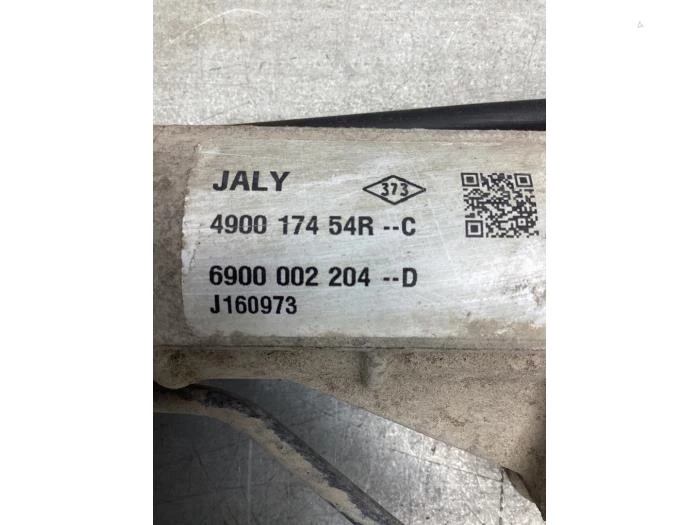 JALY
373
4900 174 54R --C
6900 002 204 --D
J160973